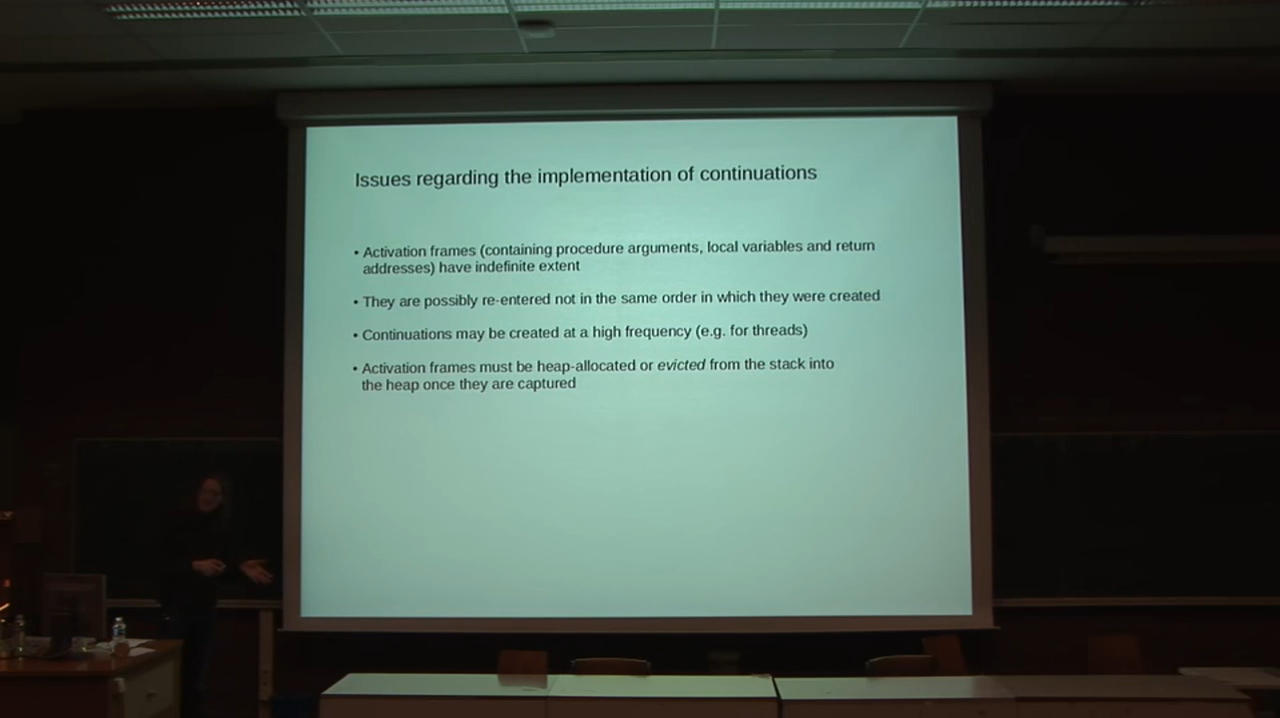 Issues regarding the implementation of continuations
• Activation frames (containing procedure arguments, local variables and return
addresses) have indefinite extent
• They are possibly re-entered not in the same order in which they were created
• Continuations may be created at a high frequency (e.g. for threads)
• Activation frames must be heap-allocated or evicted from the stack into
the heap once they are captured